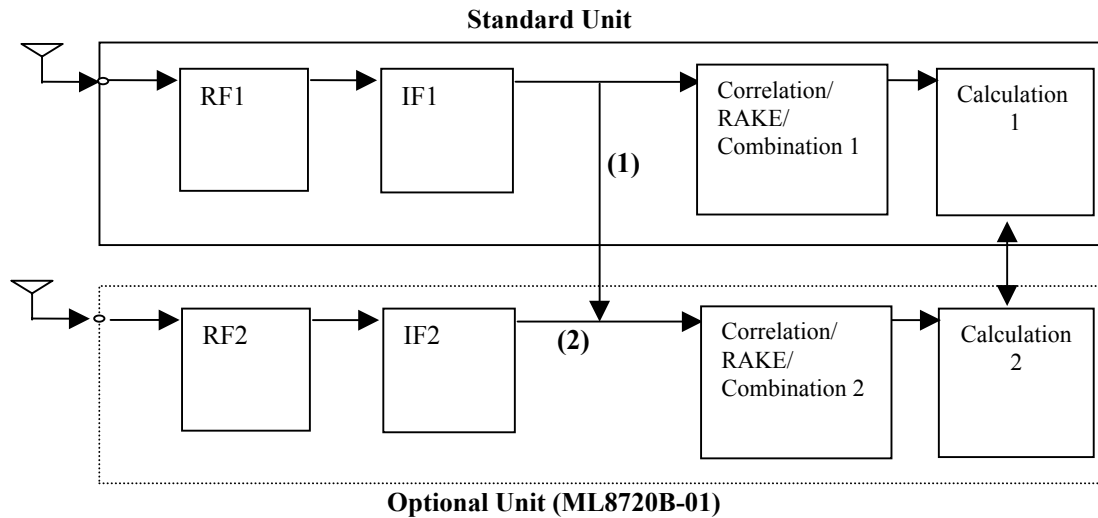 Standard Unit
RF1
IF1
Correlation/
RAKE/
Combination 1
Calculation
1
(1)
RF2
IF2
(2)
Correlation/
RAKE/
Combination 2
Calculation
2
Optional Unit (ML8720B-01)